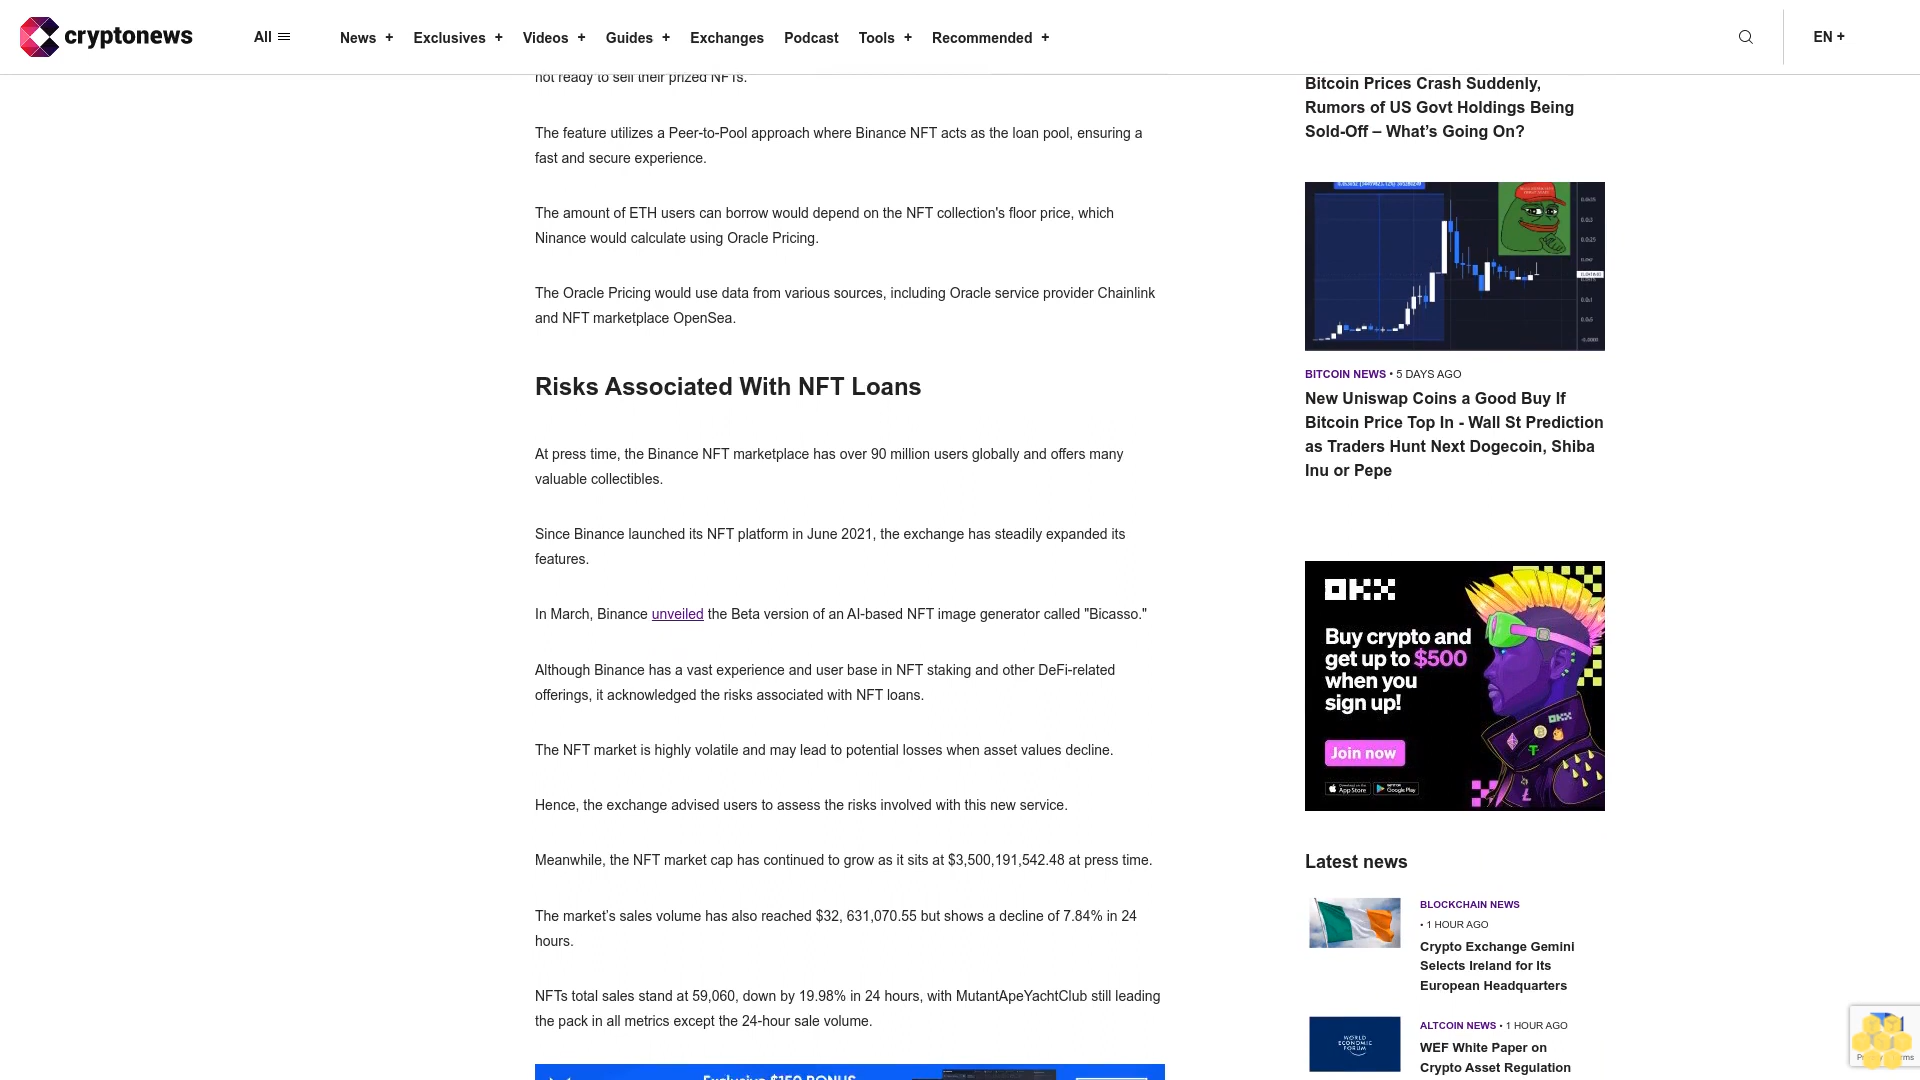 cryptonews
All
News +
Exclusives +
Videos +
Guides +
Exchanges
Podcast
Tools +
Recommended +
EN +
not ready to sell their prized NFTs.
The feature utilizes a Peer-to-Pool approach where Binance NFT acts as the loan pool, ensuring a
fast and secure experience.
The amount of ETH users can borrow would depend on the NFT collection's floor price, which
Ninance would calculate using Oracle Pricing.
The Oracle Pricing would use data from various sources, including Oracle service provider Chainlink
and NFT marketplace OpenSea.
Risks Associated With NFT Loans
At press time, the Binance NFT marketplace has over 90 million users globally and offers many
valuable collectibles.
Since Binance launched its NFT platform in June 2021, the exchange has steadily expanded its
features.
In March, Binance unveiled the Beta version of an AI-based NFT image generator called "Bicasso."
Although Binance has a vast experience and user base in NFT staking and other DeFi-related
offerings, it acknowledged the risks associated with NFT loans.
The NFT market is highly volatile and may lead to potential losses when asset values decline.
Hence, the exchange advised users to assess the risks involved with this new service.
Meanwhile, the NFT market cap has continued to grow as it sits at $3,500,191,542.48 at press time.
The market’s sales volume has also reached $32, 631,070.55 but shows a decline of 7.84% in 24
hours.
NFTs total sales stand at 59,060, down by 19.98% in 24 hours, with MutantApeYachtClub still leading
the pack in all metrics except the 24-hour sale volume.
Exclusive $150 BONUS
Bitcoin Prices Crash Suddenly,
Rumors of US Govt Holdings Being
Sold-Off – What’s Going On?
BITCOIN NEWS • 5 DAYS AGO
New Uniswap Coins a Good Buy If
Bitcoin Price Top In - Wall St Prediction
as Traders Hunt Next Dogecoin, Shiba
Inu or Pepe
OKX
Buy crypto and
get up to $500
when you
sign up!
Join now
App Store
Google Play
OKX
Latest news
BLOCKCHAIN NEWS
• 1 HOUR AGO
Crypto Exchange Gemini
Selects Ireland for Its
European Headquarters
WORLD
ECONOMIC
FORUM
ALTCOIN NEWS • 1 HOUR AGO
WEF White Paper on
Crypto Asset Regulation